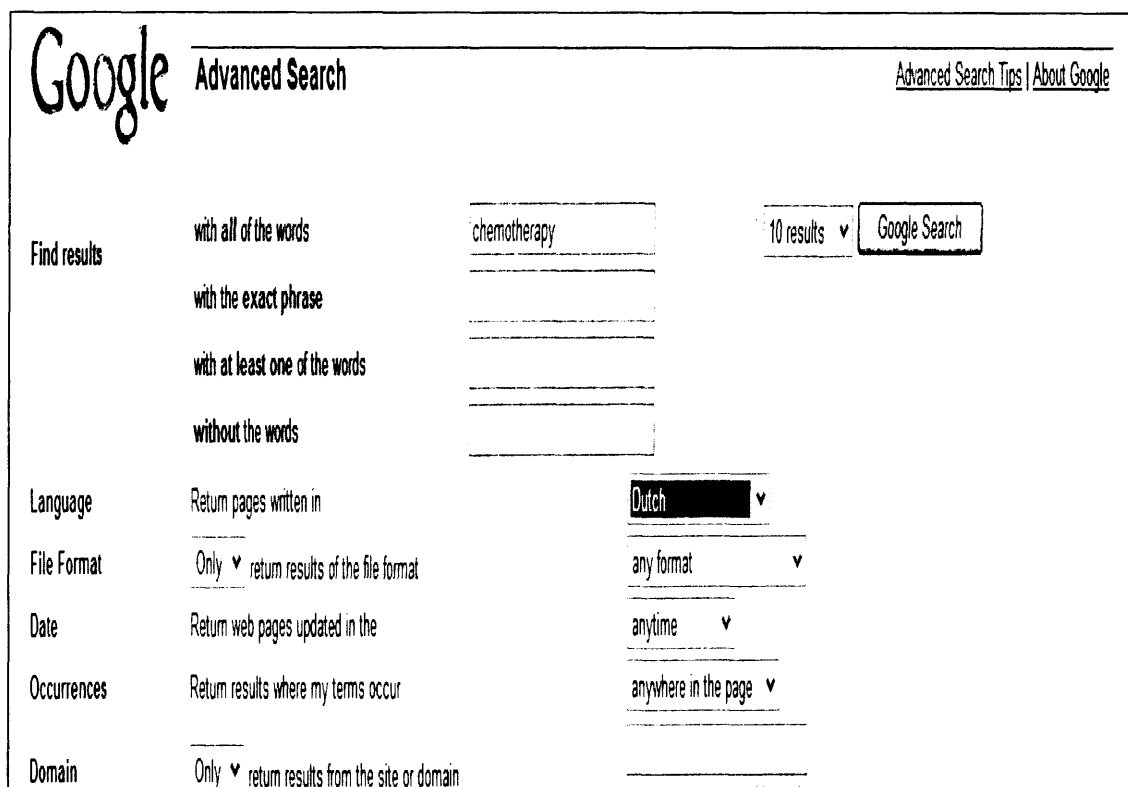 Google Advanced Search Advanced Search Tips | About Google
Find results with all of the words chemotherapy 10 results Google Search
with the exact phrase
with at least one of the words
without the words
Language Return pages written in Dutch
File Format Only return results of the file format any format
Date Return web pages updated in the anytime
Occurrences Return results where my terms occur anywhere in the page
Domain Only return results from the site or domain